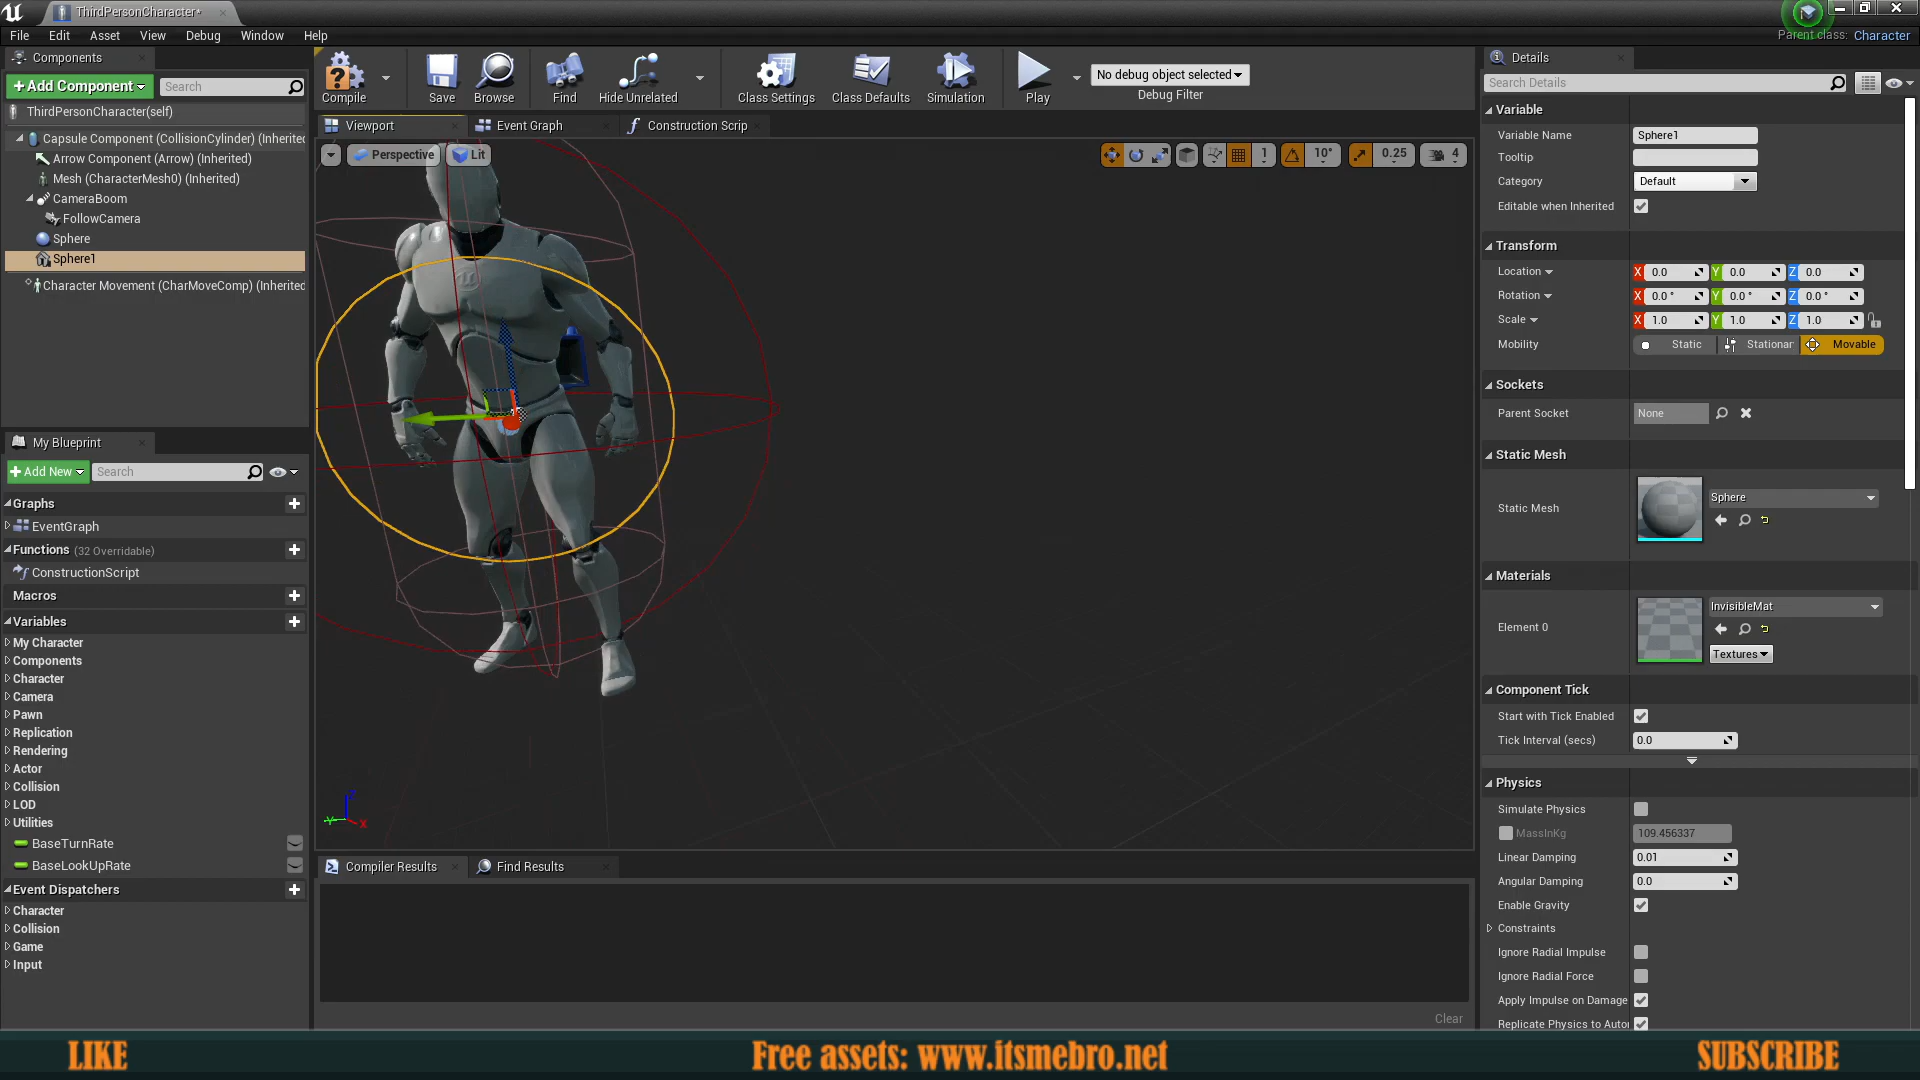 ThirdPersonCharacter*
File Edit Asset View Debug Window Help
Parent class: Character
Components
+ Add Component
Search
ThirdPersonCharacter(self)
Capsule Component (CollisionCylinder) (Inherited
Arrow Component (Arrow) (Inherited)
Mesh (CharacterMesh0) (Inherited)
CameraBoom
FollowCamera
Sphere
Sphere1
Character Movement (CharMoveComp) (Inherited
My Blueprint
+ Add New
Search
Graphs
EventGraph
Functions (32 Overridable)
ConstructionScript
Macros
Variables
My Character
Components
Character
Camera
Pawn
Replication
Rendering
Actor
Collision
LOD
Utilities
BaseTurnRate
BaseLookUpRate
Event Dispatchers
Character
Collision
Game
Input
Compile
Save
Browse
Find
Hide Unrelated
Class Settings
Class Defaults
Simulation
Play
No debug object selected
Debug Filter
Viewport
Event Graph
Construction Scrip
Perspective
Lit
1
10°
0.25
4
Z
Y
X
Compiler Results
Find Results
Clear
Details
Search Details
Variable
Variable Name Sphere1
Tooltip
Category Default
Editable when Inherited
Transform
Location X 0.0 Y 0.0 Z 0.0
Rotation X 0.0 ° Y 0.0 ° Z 0.0 °
Scale X 1.0 Y 1.0 Z 1.0
Mobility Static Stationar Movable
Sockets
Parent Socket None
Static Mesh
Static Mesh Sphere
Materials
Element 0 InvisibleMat
Textures
Component Tick
Start with Tick Enabled
Tick Interval (secs) 0.0
Physics
Simulate Physics
MassInKg 109.456337
Linear Damping 0.01
Angular Damping 0.0
Enable Gravity
Constraints
Ignore Radial Impulse
Ignore Radial Force
Apply Impulse on Damage
Replicate Physics to Autor
LIKE
Free assets: www.itsmebro.net
SUBSCRIBE